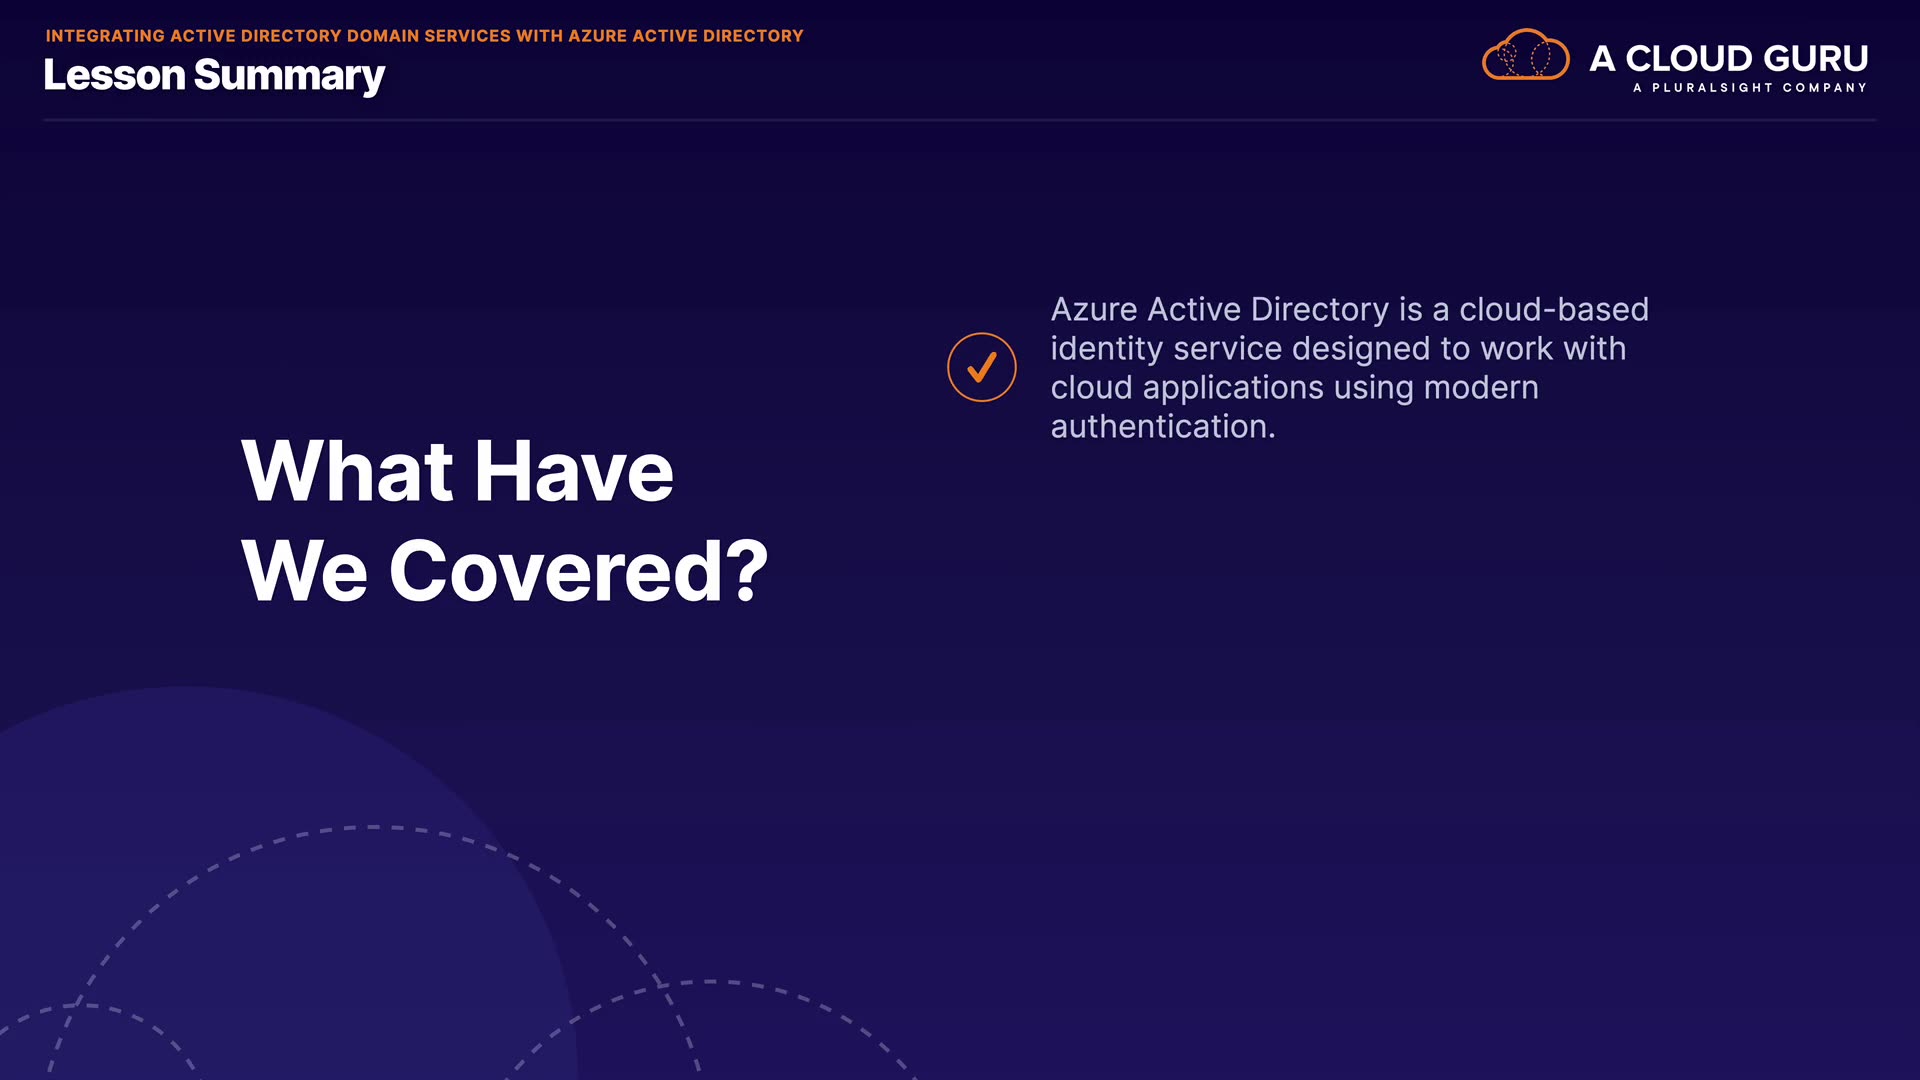 INTEGRATING ACTIVE DIRECTORY DOMAIN SERVICES WITH AZURE ACTIVE DIRECTORY
Lesson Summary
A CLOUD GURU
A PLURALSIGHT COMPANY
What Have
We Covered?
Azure Active Directory is a cloud-based
identity service designed to work with
cloud applications using modern
authentication.